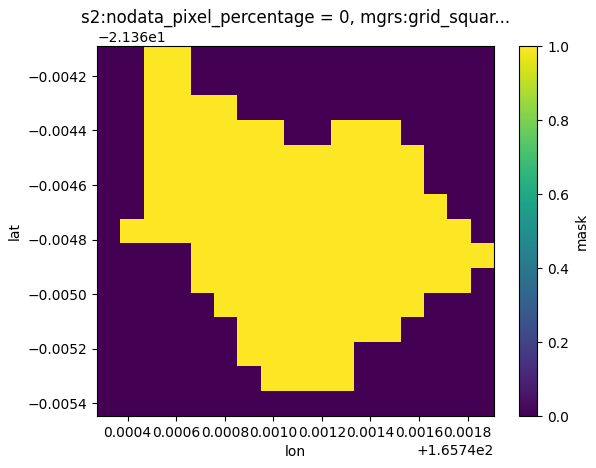 s2:nodata_pixel_percentage = 0, mgrs:grid_squar...
−2.136e1
−0.0042
−0.0044
−0.0046
−0.0048
−0.0050
−0.0052
−0.0054
lat
0.0004 0.0006 0.0008 0.0010 0.0012 0.0014 0.0016 0.0018
lon
+1.6574e2
1.0
0.8
0.6
0.4
0.2
0.0
mask